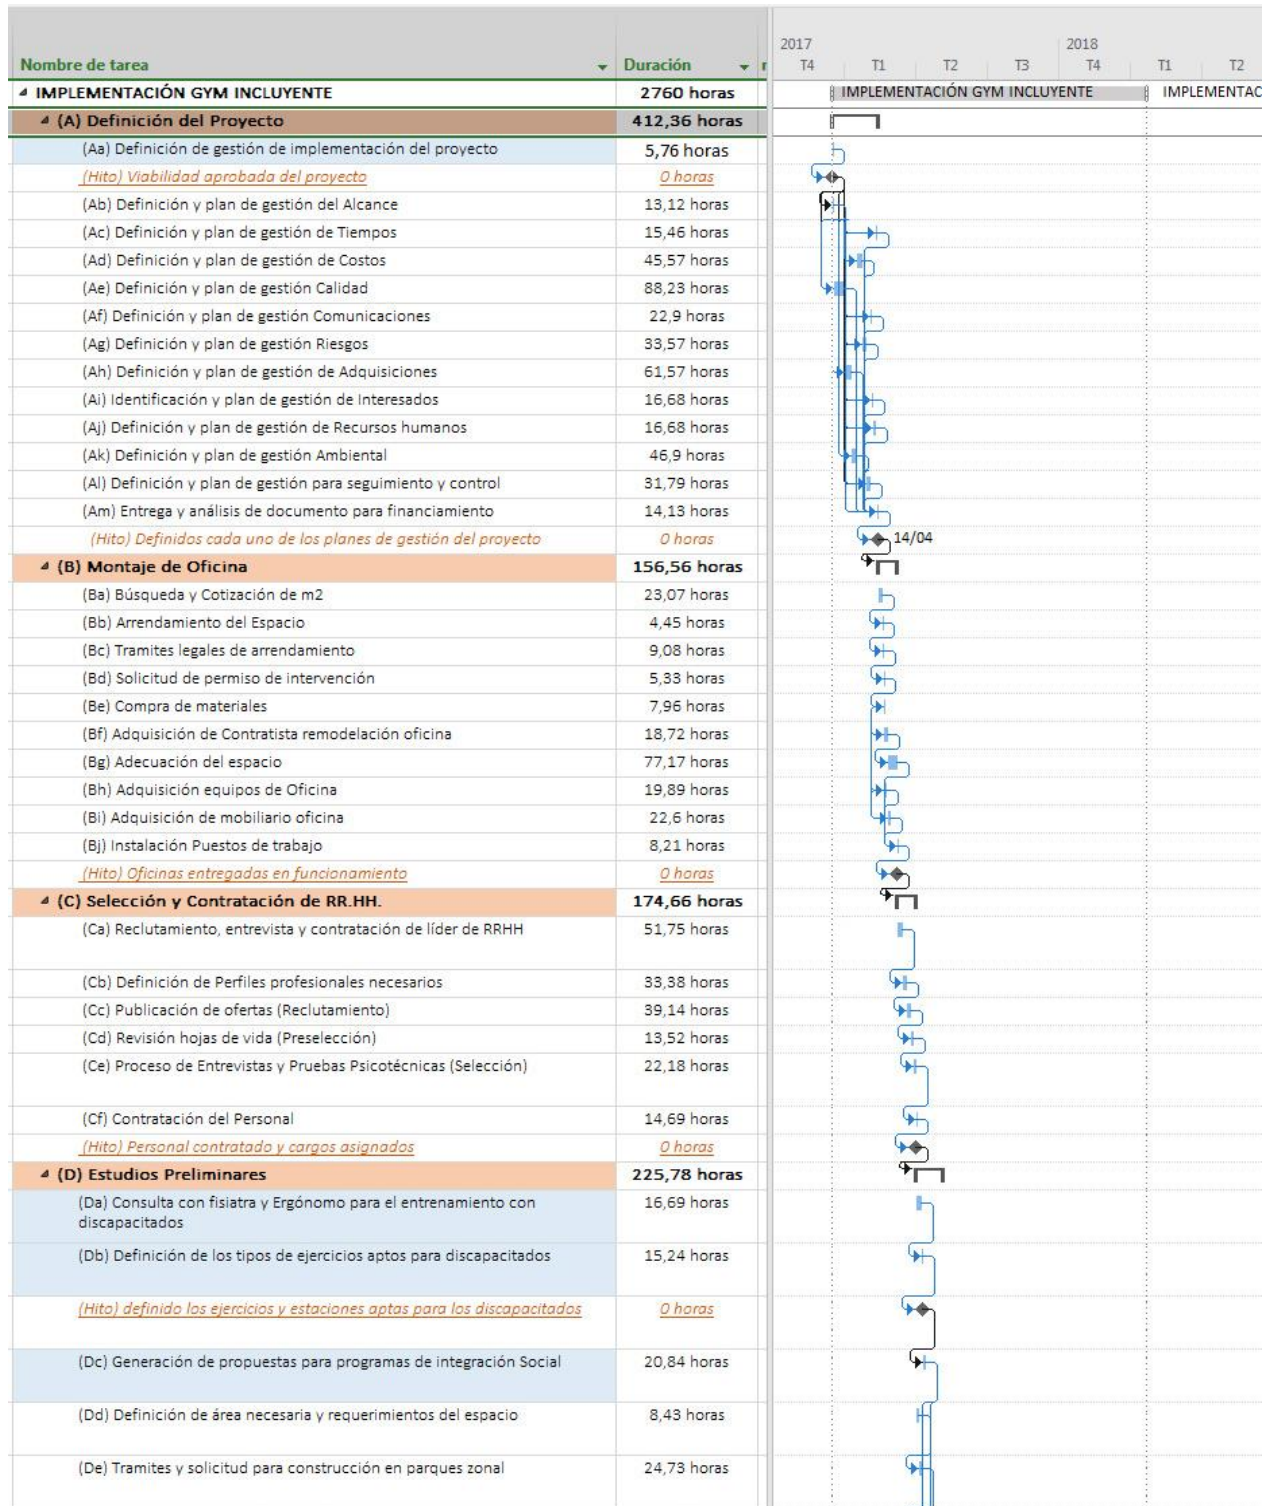 2017 2018
Nombre de tarea Duración T4 T1 T2 T3 T4 T1 T2
IMPLEMENTACIÓN GYM INCLUYENTE 2760 horas IMPLEMENTACIÓN GYM INCLUYENTE IMPLEMENTAC
(A) Definición del Proyecto 412,36 horas
(Aa) Definición de gestión de implementación del proyecto 5,76 horas
(Hito) Viabilidad aprobada del proyecto 0 horas
(Ab) Definición y plan de gestión del Alcance 13,12 horas
(Ac) Definición y plan de gestión de Tiempos 15,46 horas
(Ad) Definición y plan de gestión de Costos 45,57 horas
(Ae) Definición y plan de gestión Calidad 88,23 horas
(Af) Definición y plan de gestión Comunicaciones 22,9 horas
(Ag) Definición y plan de gestión Riesgos 33,57 horas
(Ah) Definición y plan de gestión de Adquisiciones 61,57 horas
(Ai) Identificación y plan de gestión de Interesados 16,68 horas
(Aj) Definición y plan de gestión de Recursos humanos 16,68 horas
(Ak) Definición y plan de gestión Ambiental 46,9 horas
(Al) Definición y plan de gestión para seguimiento y control 31,79 horas
(Am) Entrega y análisis de documento para financiamiento 14,13 horas
(Hito) Definidos cada uno de los planes de gestión del proyecto 0 horas 14/04
(B) Montaje de Oficina 156,56 horas
(Ba) Búsqueda y Cotización de m2 23,07 horas
(Bb) Arrendamiento del Espacio 4,45 horas
(Bc) Tramites legales de arrendamiento 9,08 horas
(Bd) Solicitud de permiso de intervención 5,33 horas
(Be) Compra de materiales 7,96 horas
(Bf) Adquisición de Contratista remodelación oficina 18,72 horas
(Bg) Adecuación del espacio 77,17 horas
(Bh) Adquisición equipos de Oficina 19,89 horas
(Bi) Adquisición de mobiliario oficina 22,6 horas
(Bj) Instalación Puestos de trabajo 8,21 horas
(Hito) Oficinas entregadas en funcionamiento 0 horas
(C) Selección y Contratación de RR.HH. 174,66 horas
(Ca) Reclutamiento, entrevista y contratación de líder de RRHH 51,75 horas
(Cb) Definición de Perfiles profesionales necesarios 33,38 horas
(Cc) Publicación de ofertas (Reclutamiento) 39,14 horas
(Cd) Revisión hojas de vida (Preselección) 13,52 horas
(Ce) Proceso de Entrevistas y Pruebas Psicotécnicas (Selección) 22,18 horas
(Cf) Contratación del Personal 14,69 horas
(Hito) Personal contratado y cargos asignados 0 horas
(D) Estudios Preliminares 225,78 horas
(Da) Consulta con fisiatra y Ergónomo para el entrenamiento con 16,69 horas
discapacitados
(Db) Definición de los tipos de ejercicios aptos para discapacitados 15,24 horas
(Hito) definido los ejercicios y estaciones aptas para los discapacitados 0 horas
(Dc) Generación de propuestas para programas de integración Social 20,84 horas
(Dd) Definición de área necesaria y requerimientos del espacio 8,43 horas
(De) Tramites y solicitud para construcción en parques zonal 24,73 horas